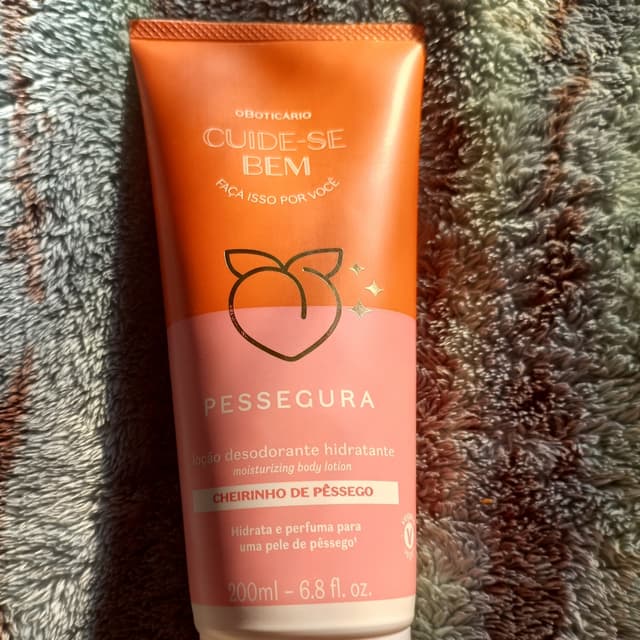 oBOTICÁRIO
CUIDE-SE
BEM
FAÇA ISSO POR VOCÊ
PESSEGURA
loção desodorante hidratante
moisturizing body lotion
CHEIRINHO DE PÊSSEGO
Hidrata e perfuma para
uma pele de pêssego¹
200ml – 6.8 fl. oz.